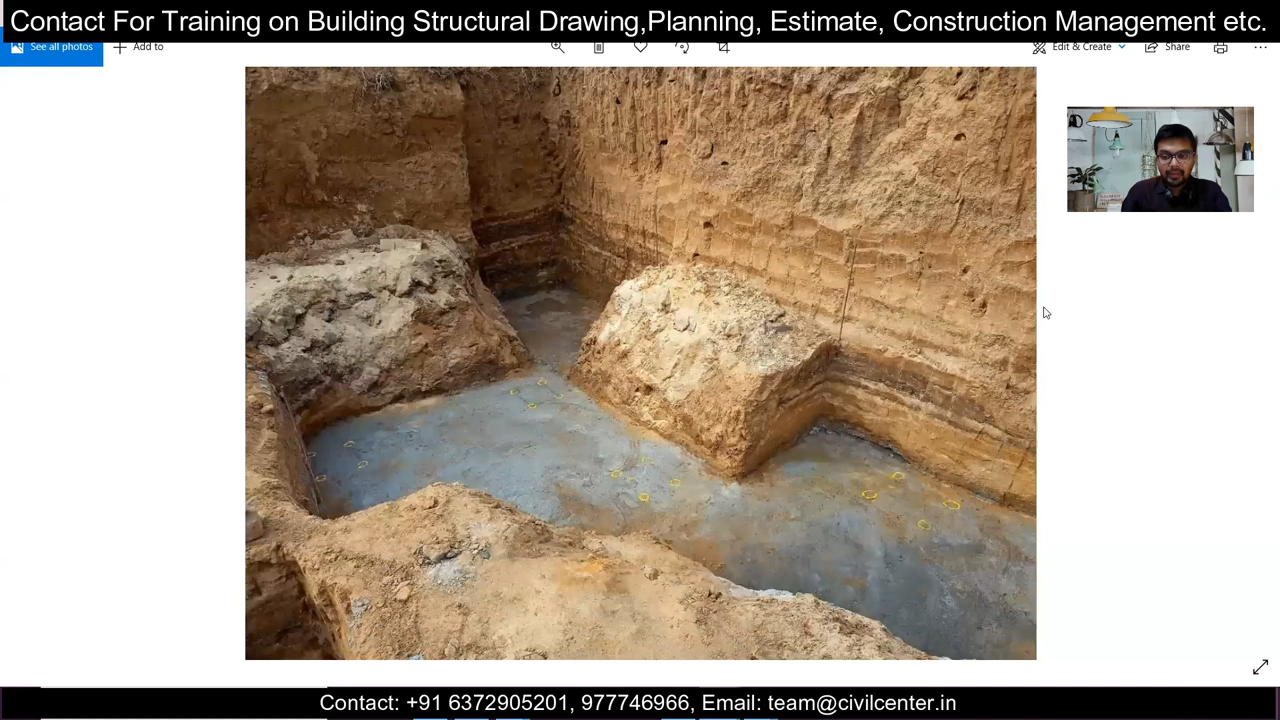 Contact For Training on Building Structural Drawing,Planning, Estimate, Construction Management etc.
See all photos
Add to
Edit & Create
Share
Contact: +91 6372905201, 977746966, Email: team@civilcenter.in